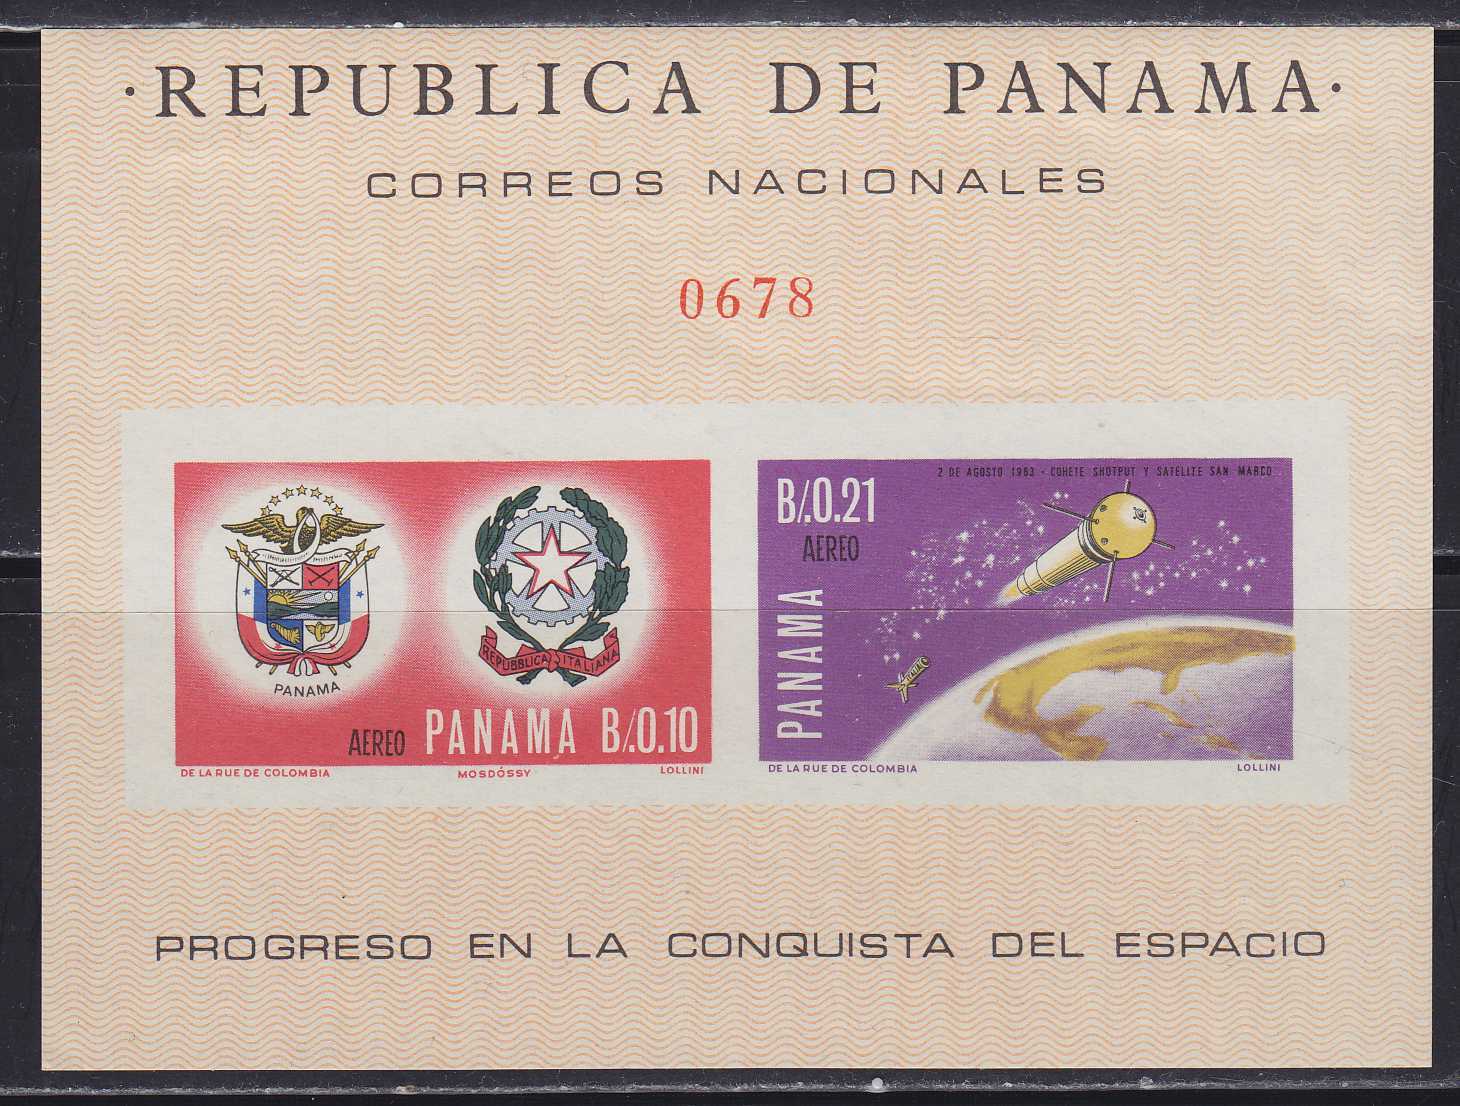 ·REPUBLICA DE PANAMA·
CORREOS NACIONALES
0678
PANAMA
REPUBBLICA ITALIANA
AEREO PANAMA B/.0.10
DE LA RUE DE COLOMBIA MOSDÓSSY LOLLINI
2 DE AGOSTO 1963 - COHETE SHOTPUT Y SATELITE SAN MARCO
B/.0.21
AEREO
PANAMA
DE LA RUE DE COLOMBIA LOLLINI
PROGRESO EN LA CONQUISTA DEL ESPACIO